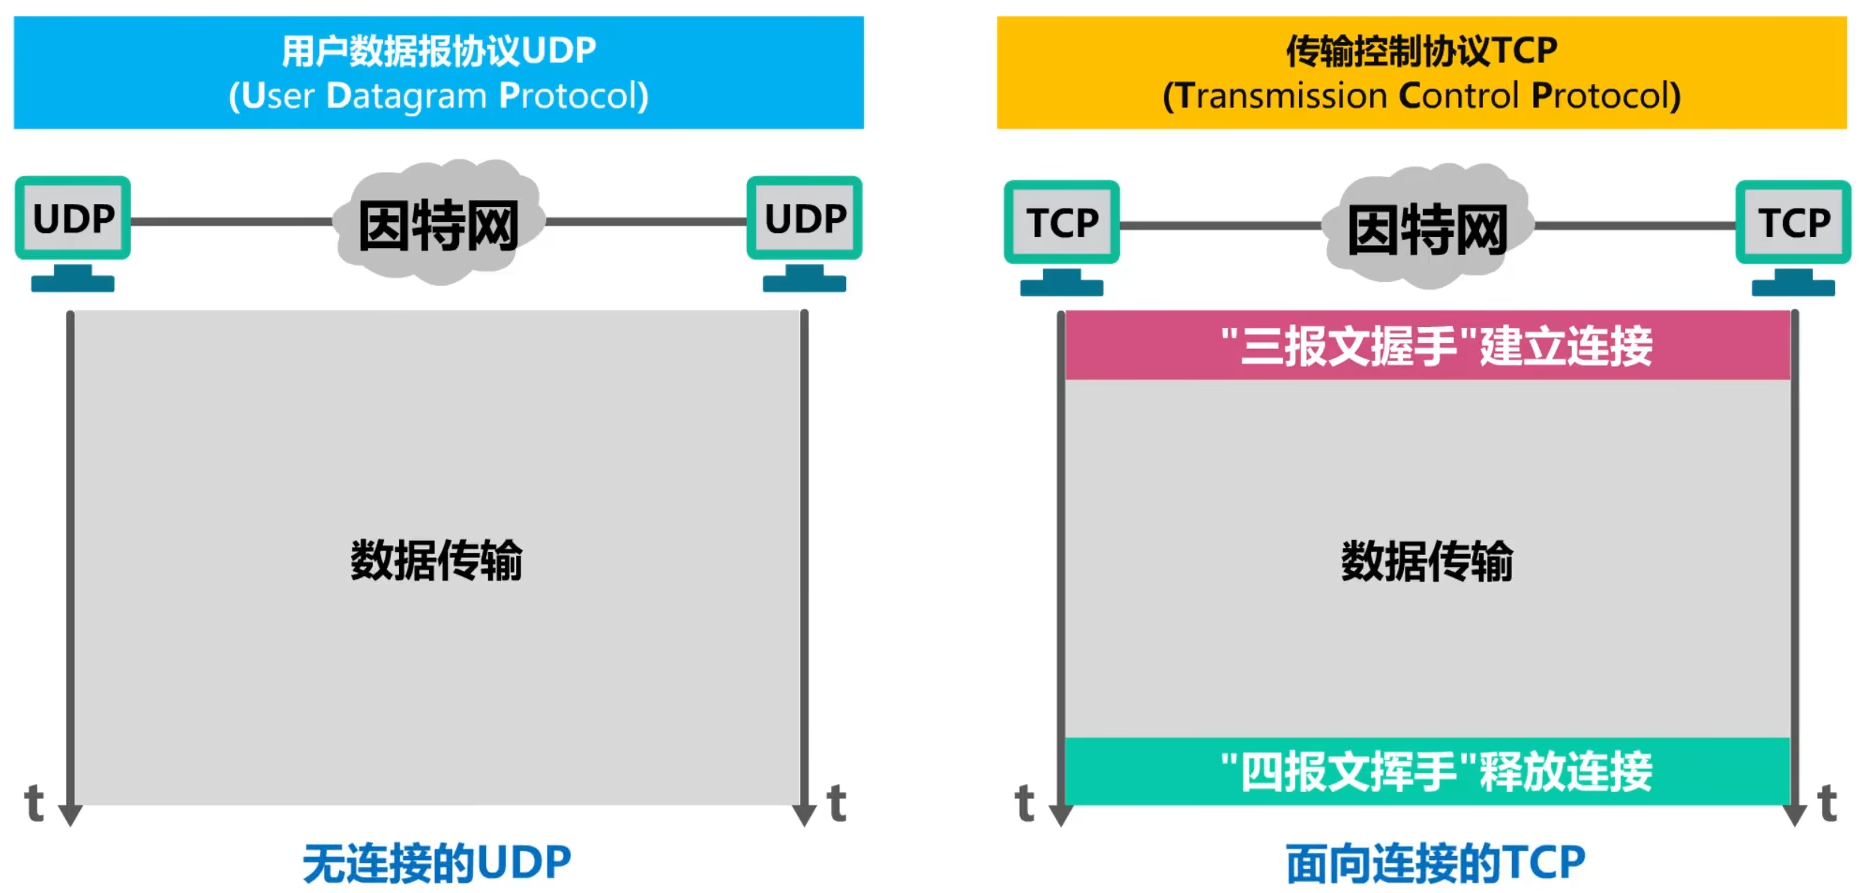 用户数据报协议UDP
(User Datagram Protocol)
UDP
因特网
UDP
数据传输
t
t
无连接的UDP
传输控制协议TCP
(Transmission Control Protocol)
TCP
因特网
TCP
"三报文握手"建立连接
数据传输
"四报文挥手"释放连接
t
t
面向连接的TCP